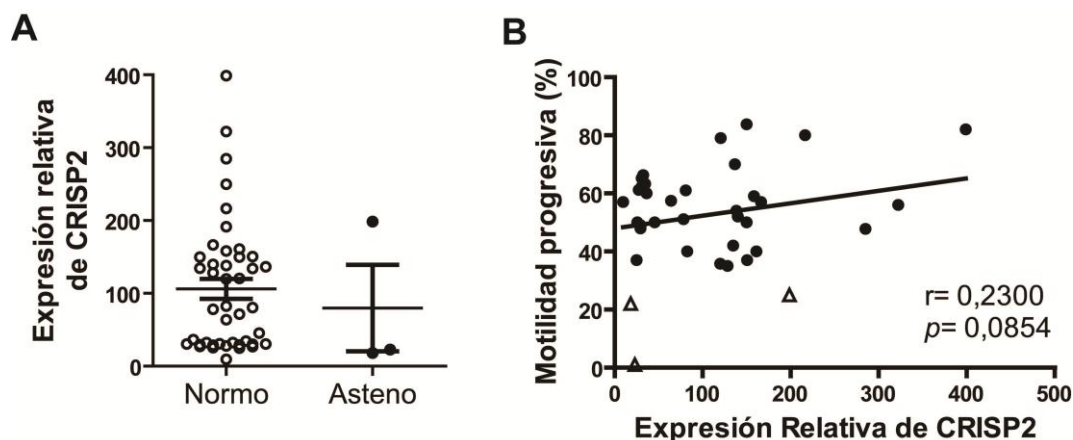 A
Expresión relativa
de CRISP2
400
300
200
100
0
Normo
Asteno
B
Motilidad progresiva (%)
100
80
60
40
20
0
r= 0,2300
p= 0,0854
0
100
200
300
400
500
Expresión Relativa de CRISP2